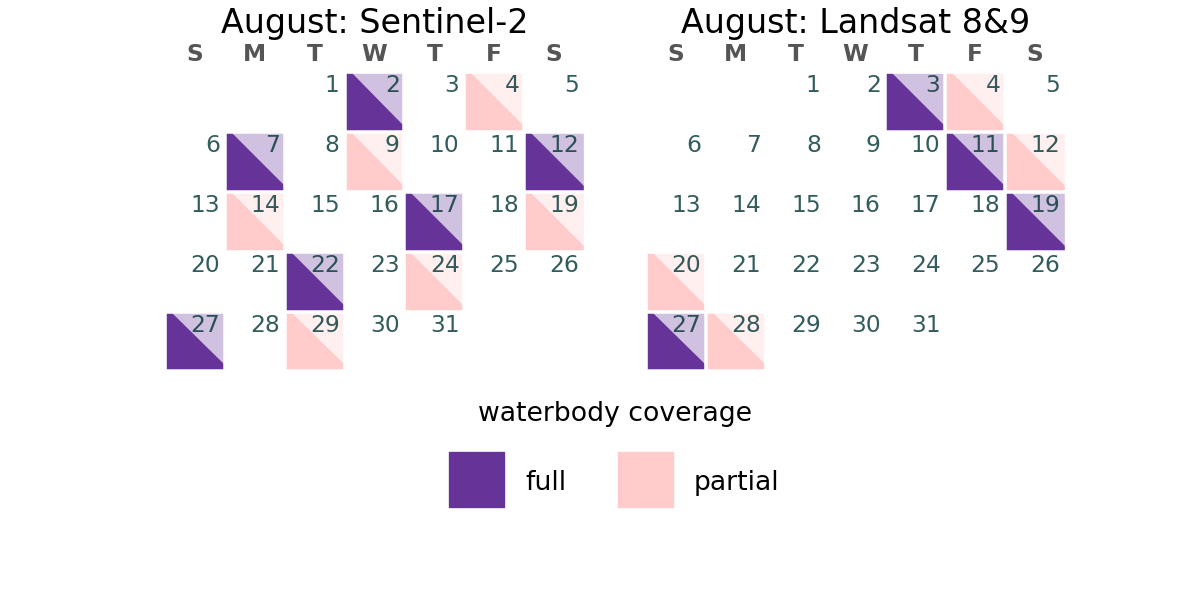 August: Sentinel-2
S M T W T F S
1 2 3 4 5
6 7 8 9 10 11 12
13 14 15 16 17 18 19
20 21 22 23 24 25 26
27 28 29 30 31
August: Landsat 8&9
S M T W T F S
1 2 3 4 5
6 7 8 9 10 11 12
13 14 15 16 17 18 19
20 21 22 23 24 25 26
27 28 29 30 31
waterbody coverage
full partial